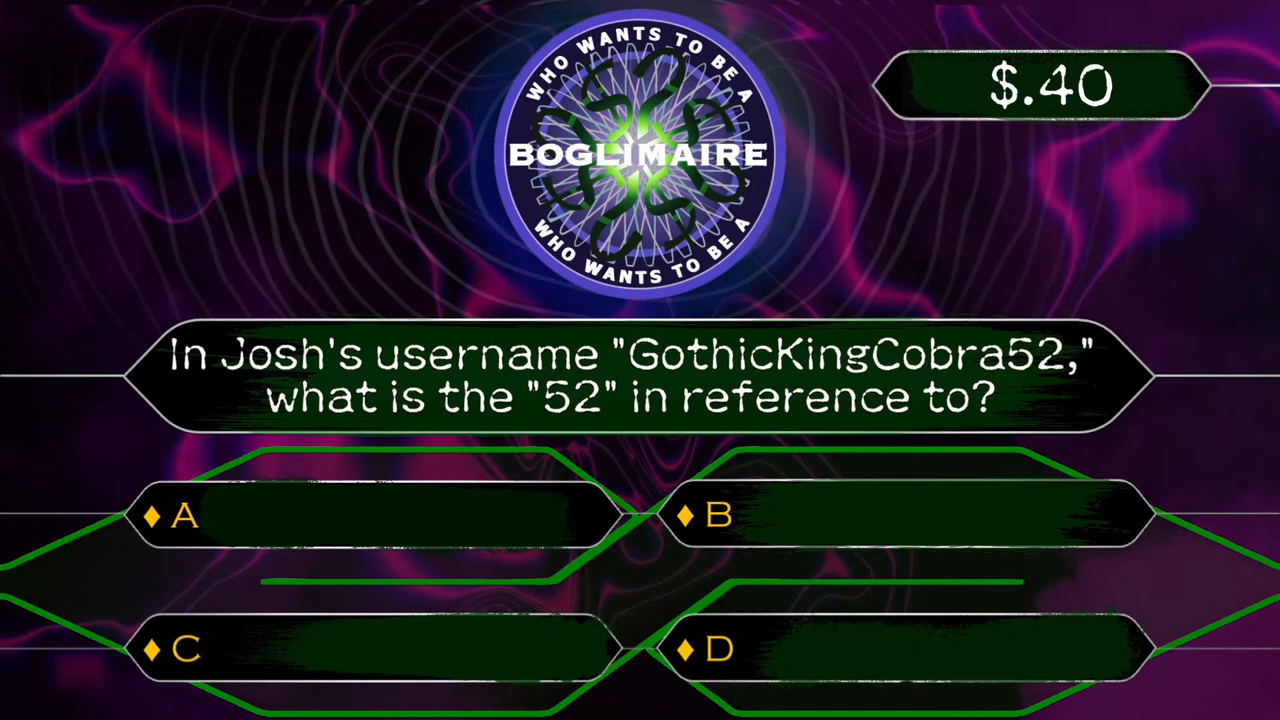 WHO WANTS TO BE A
BOGLIMAIRE
WHO WANTS TO BE A
$.40
In Josh's username "GothicKingCobra52,"
what is the "52" in reference to?
A
B
C
D